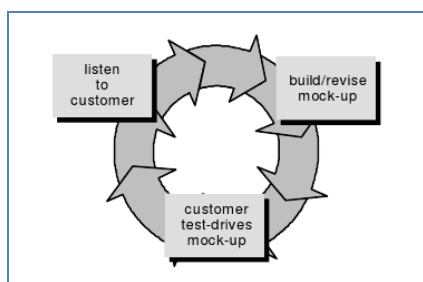 listen
to
customer
build/revise
mock-up
customer
test-drives
mock-up